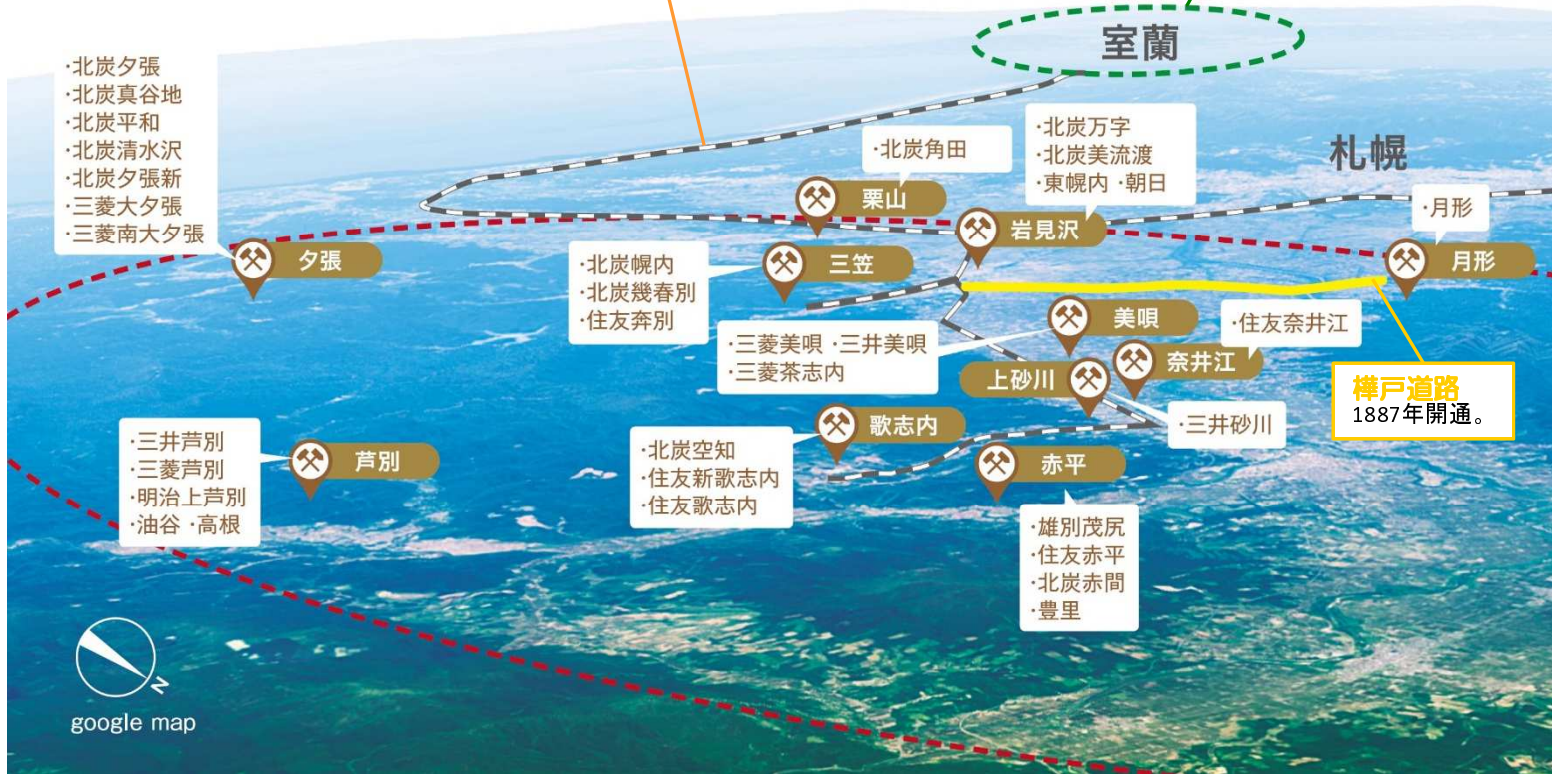 室蘭
札幌
·北炭夕張
·北炭真谷地
·北炭平和
·北炭清水沢
·北炭夕張新
·三菱大夕張
·三菱南大夕張
夕張
·北炭角田
栗山
·北炭万字
·北炭美流渡
·東幌内 ·朝日
岩見沢
·月形
月形
·北炭幌内
·北炭幾春別
·住友奔別
三笠
·三菱美唄 ·三井美唄
·三菱茶志内
美唄
·住友奈井江
奈井江
上砂川
·三井砂川
樺戸道路
1887年開通。
·三井芦別
·三菱芦別
·明治上芦別
·油谷 ·高根
芦別
·北炭空知
·住友新歌志内
·住友歌志内
歌志内
赤平
·雄別茂尻
·住友赤平
·北炭赤間
·豊里
N
google map